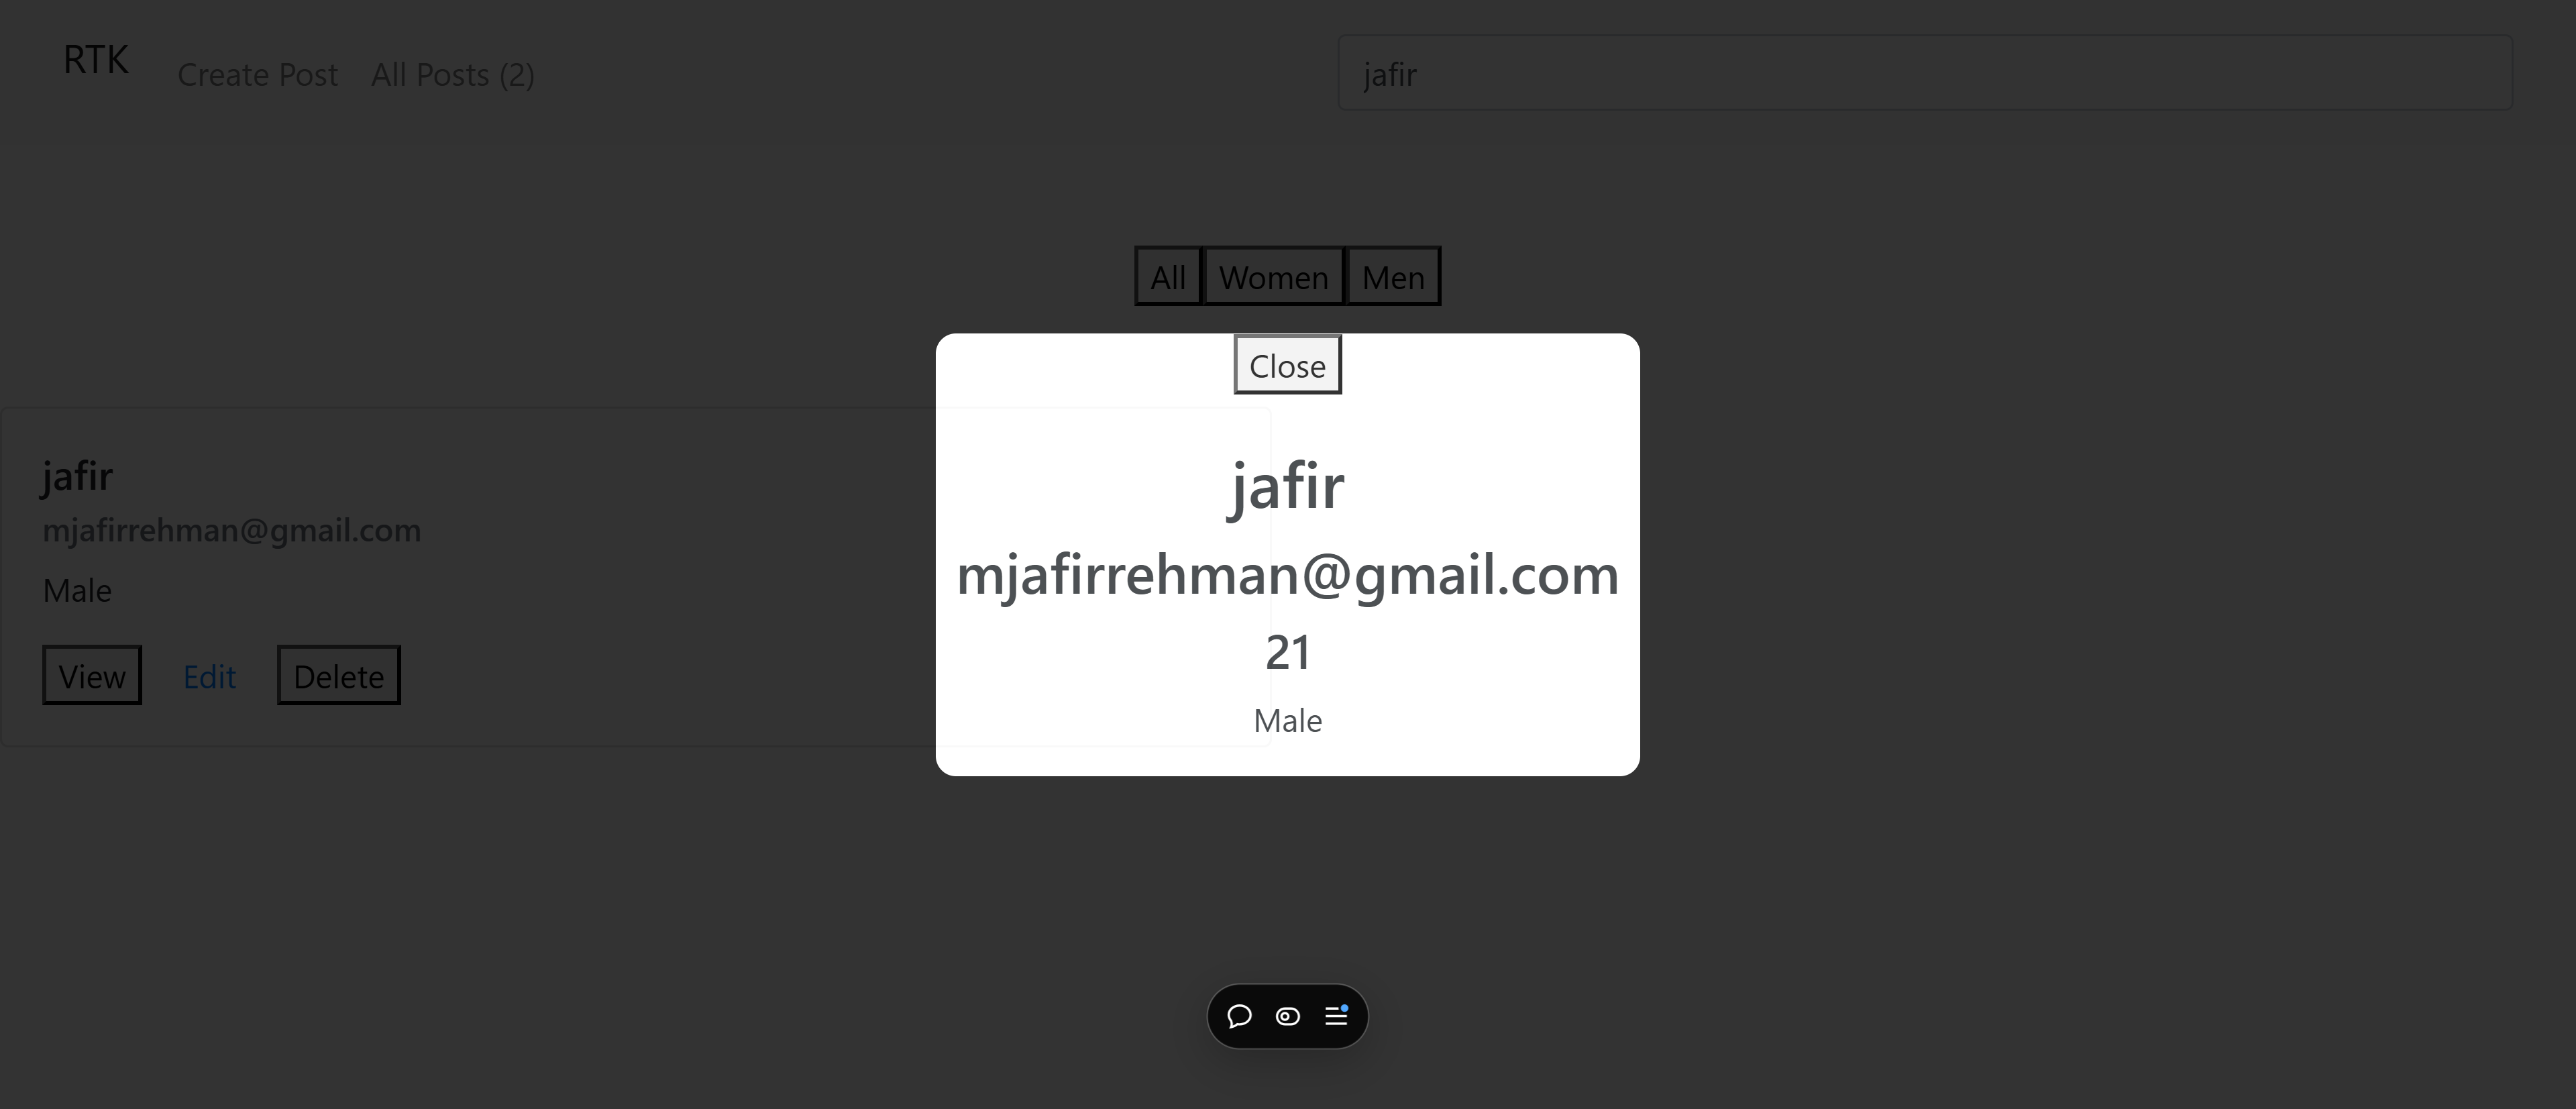 RTK
Create Post All Posts (2)
jafir
All Women Men
Close
jafir
mjafirrehman@gmail.com
21
Male
jafir
mjafirrehman@gmail.com
Male
View Edit Delete